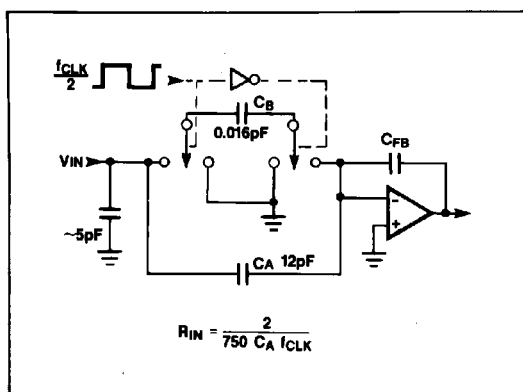 fCLK
2
CB
0.016pF
CFB
VIN
~5pF
-
+
CA 12pF
RIN = 2
750 CA fCLK